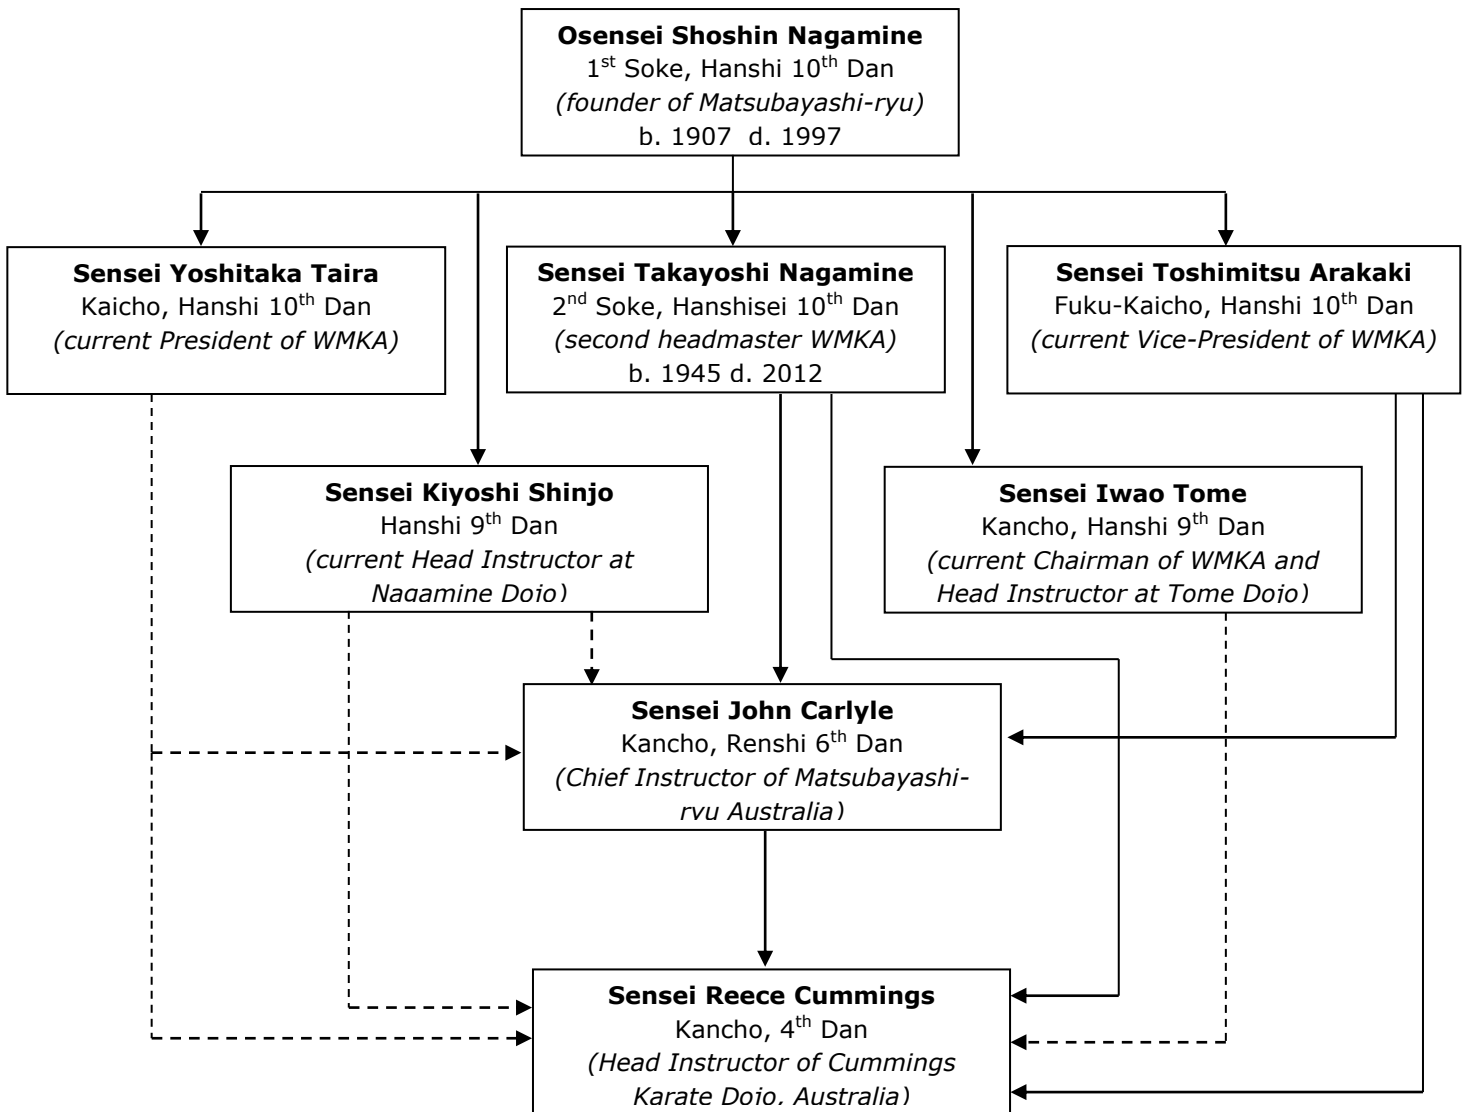 Osensei Shoshin Nagamine
1st Soke, Hanshi 10th Dan
(founder of Matsubayashi-ryu)
b. 1907  d. 1997
Sensei Yoshitaka Taira
Kaicho, Hanshi 10th Dan
(current President of WMKA)
Sensei Takayoshi Nagamine
2nd Soke, Hanshisei 10th Dan
(second headmaster WMKA)
b. 1945 d. 2012
Sensei Toshimitsu Arakaki
Fuku-Kaicho, Hanshi 10th Dan
(current Vice-President of WMKA)
Sensei Kiyoshi Shinjo
Hanshi 9th Dan
(current Head Instructor at
Nagamine Dojo)
Sensei Iwao Tome
Kancho, Hanshi 9th Dan
(current Chairman of WMKA and
Head Instructor at Tome Dojo)
Sensei John Carlyle
Kancho, Renshi 6th Dan
(Chief Instructor of Matsubayashi-
ryu Australia)
Sensei Reece Cummings
Kancho, 4th Dan
(Head Instructor of Cummings
Karate Dojo, Australia)